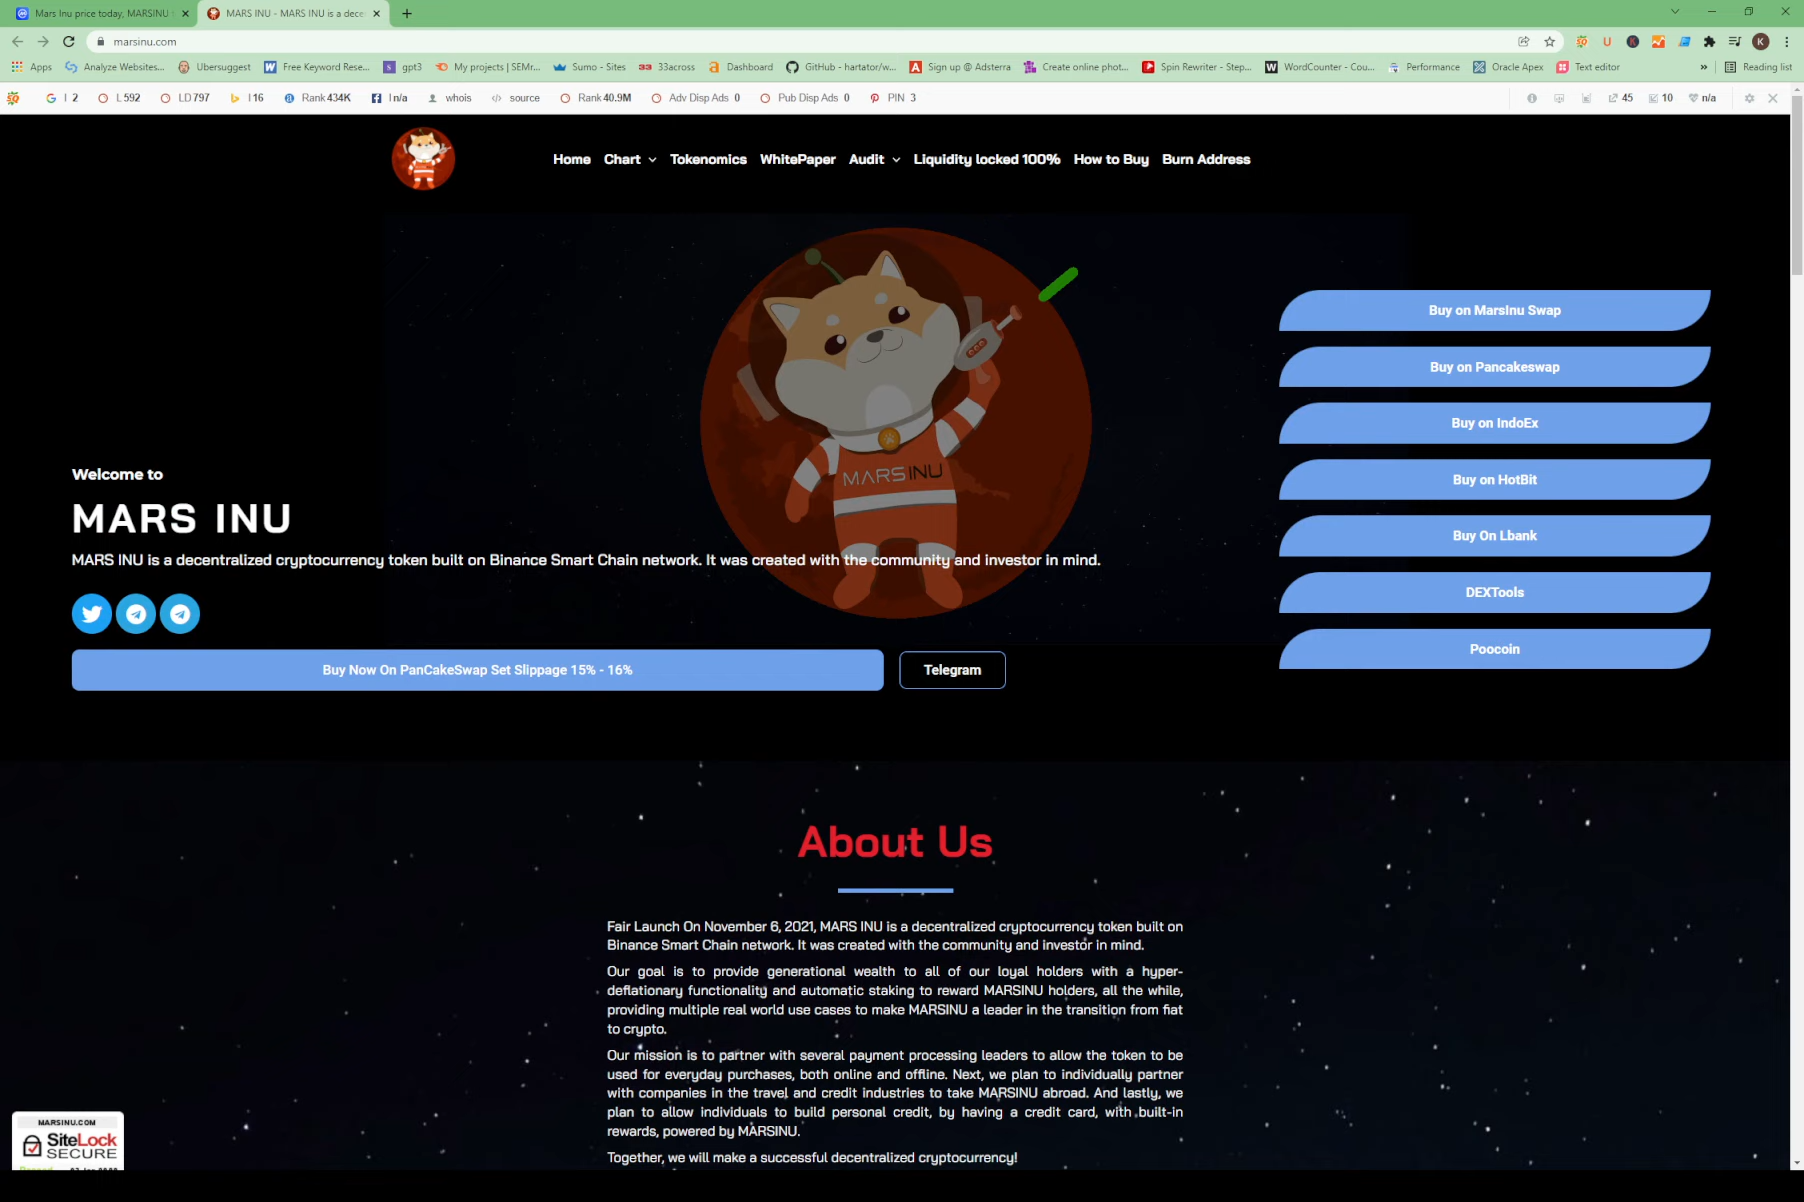 Mars Inu price today, MARSINU
MARS INU - MARS INU is a dece
marsinu.com
K
Apps
Analyze Websites...
Ubersuggest
Free Keyword Rese...
gpt3
My projects | SEMr...
Sumo - Sites
33across
Dashboard
GitHub - hartator/w...
Sign up @ Adsterra
Create online phot...
Spin Rewriter - Step...
WordCounter - Cou...
Performance
Oracle Apex
Text editor
»
Reading list
I 2
L 592
LD 797
I 16
Rank 434K
l n/a
whois
source
Rank 40.9M
Adv Disp Ads 0
Pub Disp Ads 0
PIN 3
45
10
n/a
Home
Chart
Tokenomics
WhitePaper
Audit
Liquidity locked 100%
How to Buy
Burn Address
MARSINU
Buy on MarsInu Swap
Buy on Pancakeswap
Buy on IndoEx
Buy on HotBit
Buy On Lbank
DEXTools
Poocoin
Welcome to
MARS INU
MARS INU is a decentralized cryptocurrency token built on Binance Smart Chain network. It was created with the community and investor in mind.
Buy Now On PanCakeSwap Set Slippage 15% - 16%
Telegram
About Us
Fair Launch On November 6, 2021, MARS INU is a decentralized cryptocurrency token built on
Binance Smart Chain network. It was created with the community and investor in mind.
Our goal is to provide generational wealth to all of our loyal holders with a hyper-
deflationary functionality and automatic staking to reward MARSINU holders, all the while,
providing multiple real world use cases to make MARSINU a leader in the transition from fiat
to crypto.
Our mission is to partner with several payment processing leaders to allow the token to be
used for everyday purchases, both online and offline. Next, we plan to individually partner
with companies in the travel and credit industries to take MARSINU abroad. And lastly, we
plan to allow individuals to build personal credit, by having a credit card, with built-in
rewards, powered by MARSINU.
Together, we will make a successful decentralized cryptocurrency!
MARSINU.COM
SiteLock
SECURE